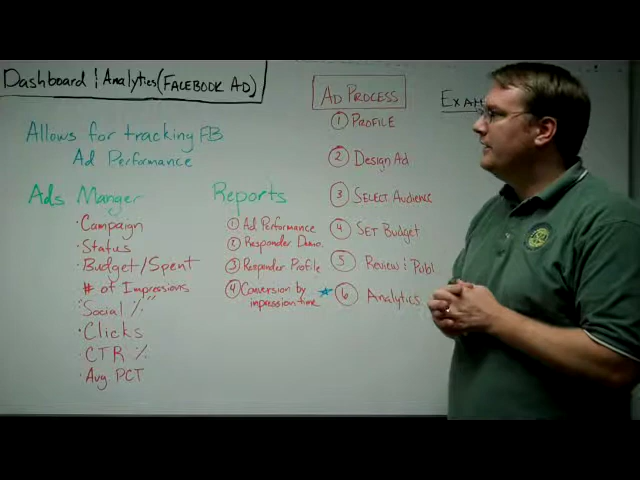 Dashboard & Analytics (FACEBOOK AD)
Allows for tracking FB
Ad Performance
Ads Manger
· Campaign
· Status
· Budget/Spent
· # of Impressions
· Social %
· Clicks
· CTR %
· Avg PCT
Reports
① Ad Performance
② Responder Demo.
③ Responder Profile
④ Conversion by
impression time
AD PROCESS
① PROFILE
② Design Ad
③ SELECT AUDIENCE
④ SET Budget
⑤ Review & Publ
★ ⑥ Analytics